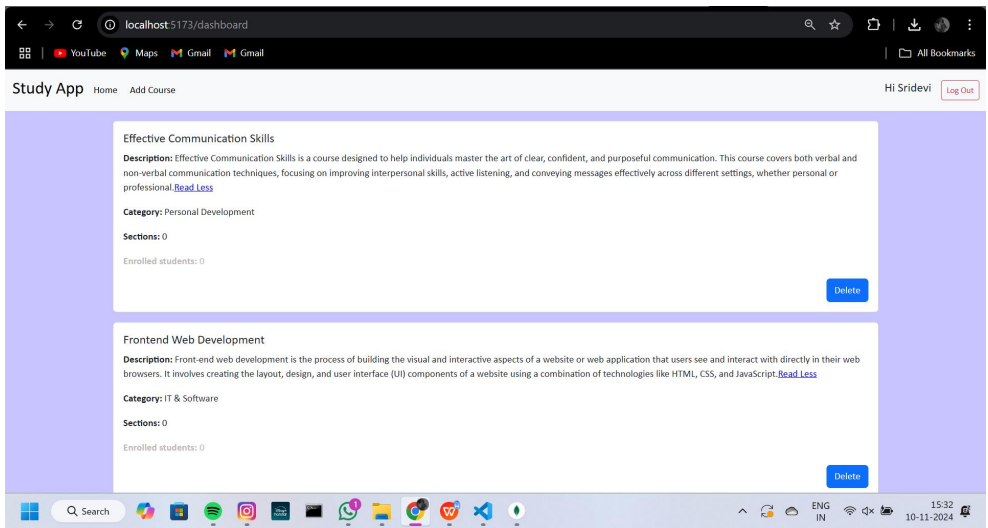 localhost:5173/dashboard
YouTube Maps Gmail Gmail All Bookmarks
Study App Home Add Course Hi Sridevi Log Out
Effective Communication Skills
Description: Effective Communication Skills is a course designed to help individuals master the art of clear, confident, and purposeful communication. This course covers both verbal and
non-verbal communication techniques, focusing on improving interpersonal skills, active listening, and conveying messages effectively across different settings, whether personal or
professional.Read Less
Category: Personal Development
Sections: 0
Enrolled students: 0
Delete
Frontend Web Development
Description: Front-end web development is the process of building the visual and interactive aspects of a website or web application that users see and interact with directly in their web
browsers. It involves creating the layout, design, and user interface (UI) components of a website using a combination of technologies like HTML, CSS, and JavaScript.Read Less
Category: IT & Software
Sections: 0
Enrolled students: 0
Delete
Search 1 ENG 15:32
IN 10-11-2024